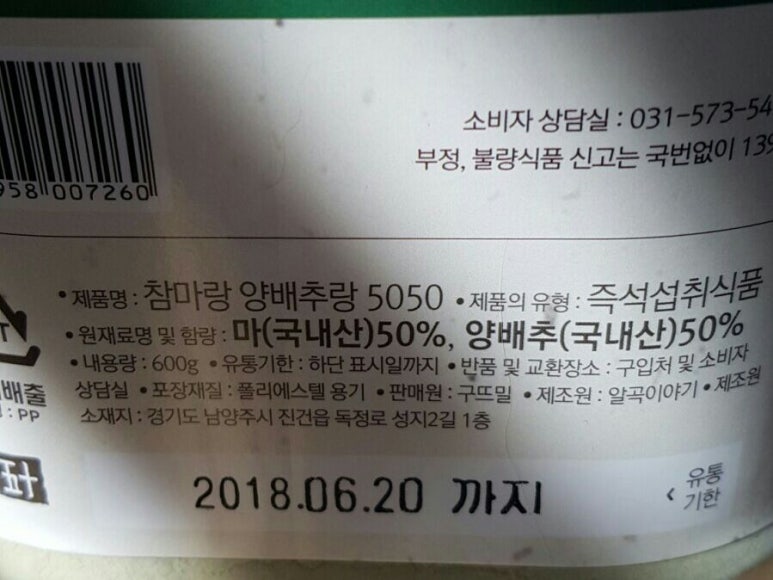 소비자 상담실 : 031-573-54
부정, 불량식품 신고는 국번없이 139
958 007260
•제품명 : 참마랑 양배추랑 5050 •제품의 유형 : 즉석섭취식품
•원재료명 및 함량 : 마(국내산)50%, 양배추(국내산)50%
•내용량 : 600g •유통기한 : 하단 표시일까지 •반품 및 교환장소 : 구입처 및 소비자
상담실 •포장재질 : 폴리에스텔 용기 •판매원 : 구뜨밀 •제조원 : 알곡이야기 •제조원
소재지 : 경기도 남양주시 진건읍 독정로 성지2길 1층
배출
: PP
2018.06.20 까지
< 유통
기한